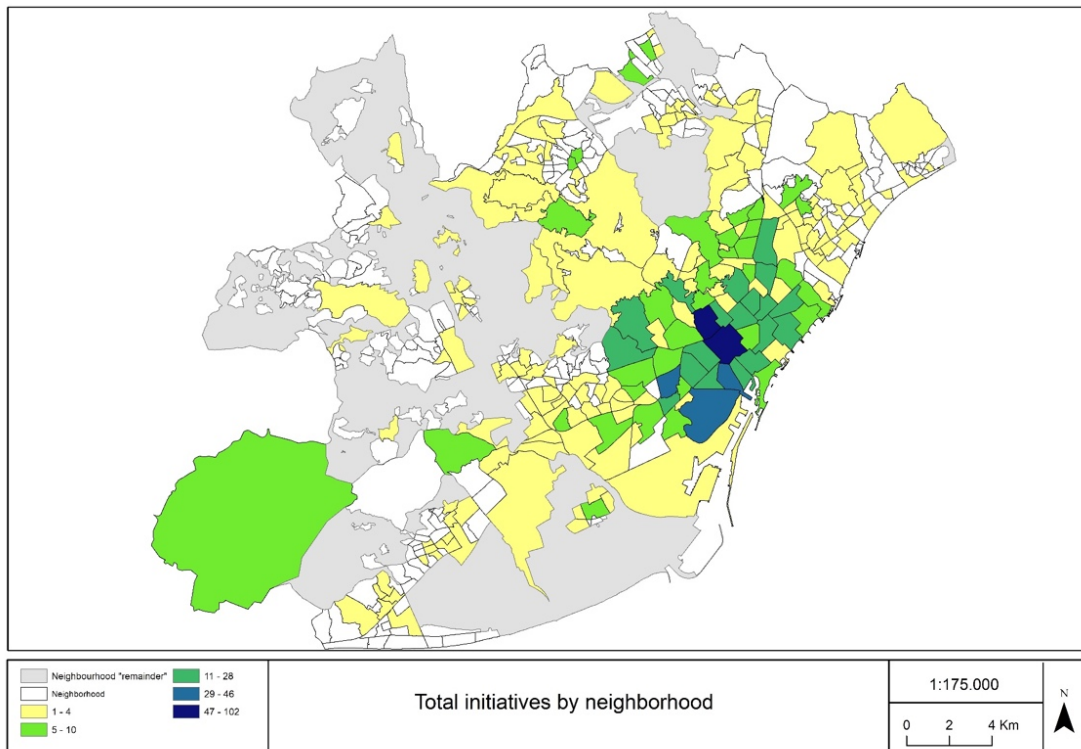 Neighbourhood "remainder"
Neighborhood
1 - 4
5 - 10
11 - 28
29 - 46
47 - 102
Total initiatives by neighborhood
1:175.000
0 2 4 Km
N